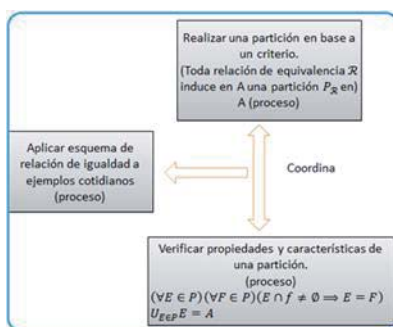 Realizar una partición en base a
un criterio.
(Toda relación de equivalencia ℛ
induce en A una partición P_ℛ en)
A (proceso)
Aplicar esquema de
relación de igualdad a
ejemplos cotidianos
(proceso)
Coordina
Verificar propiedades y características de
una partición.
(proceso)
(∀E ∈ P)(∀F ∈ P)(E ∩ f ≠ ∅ ⟹ E = F)
U_{E∈P}E = A